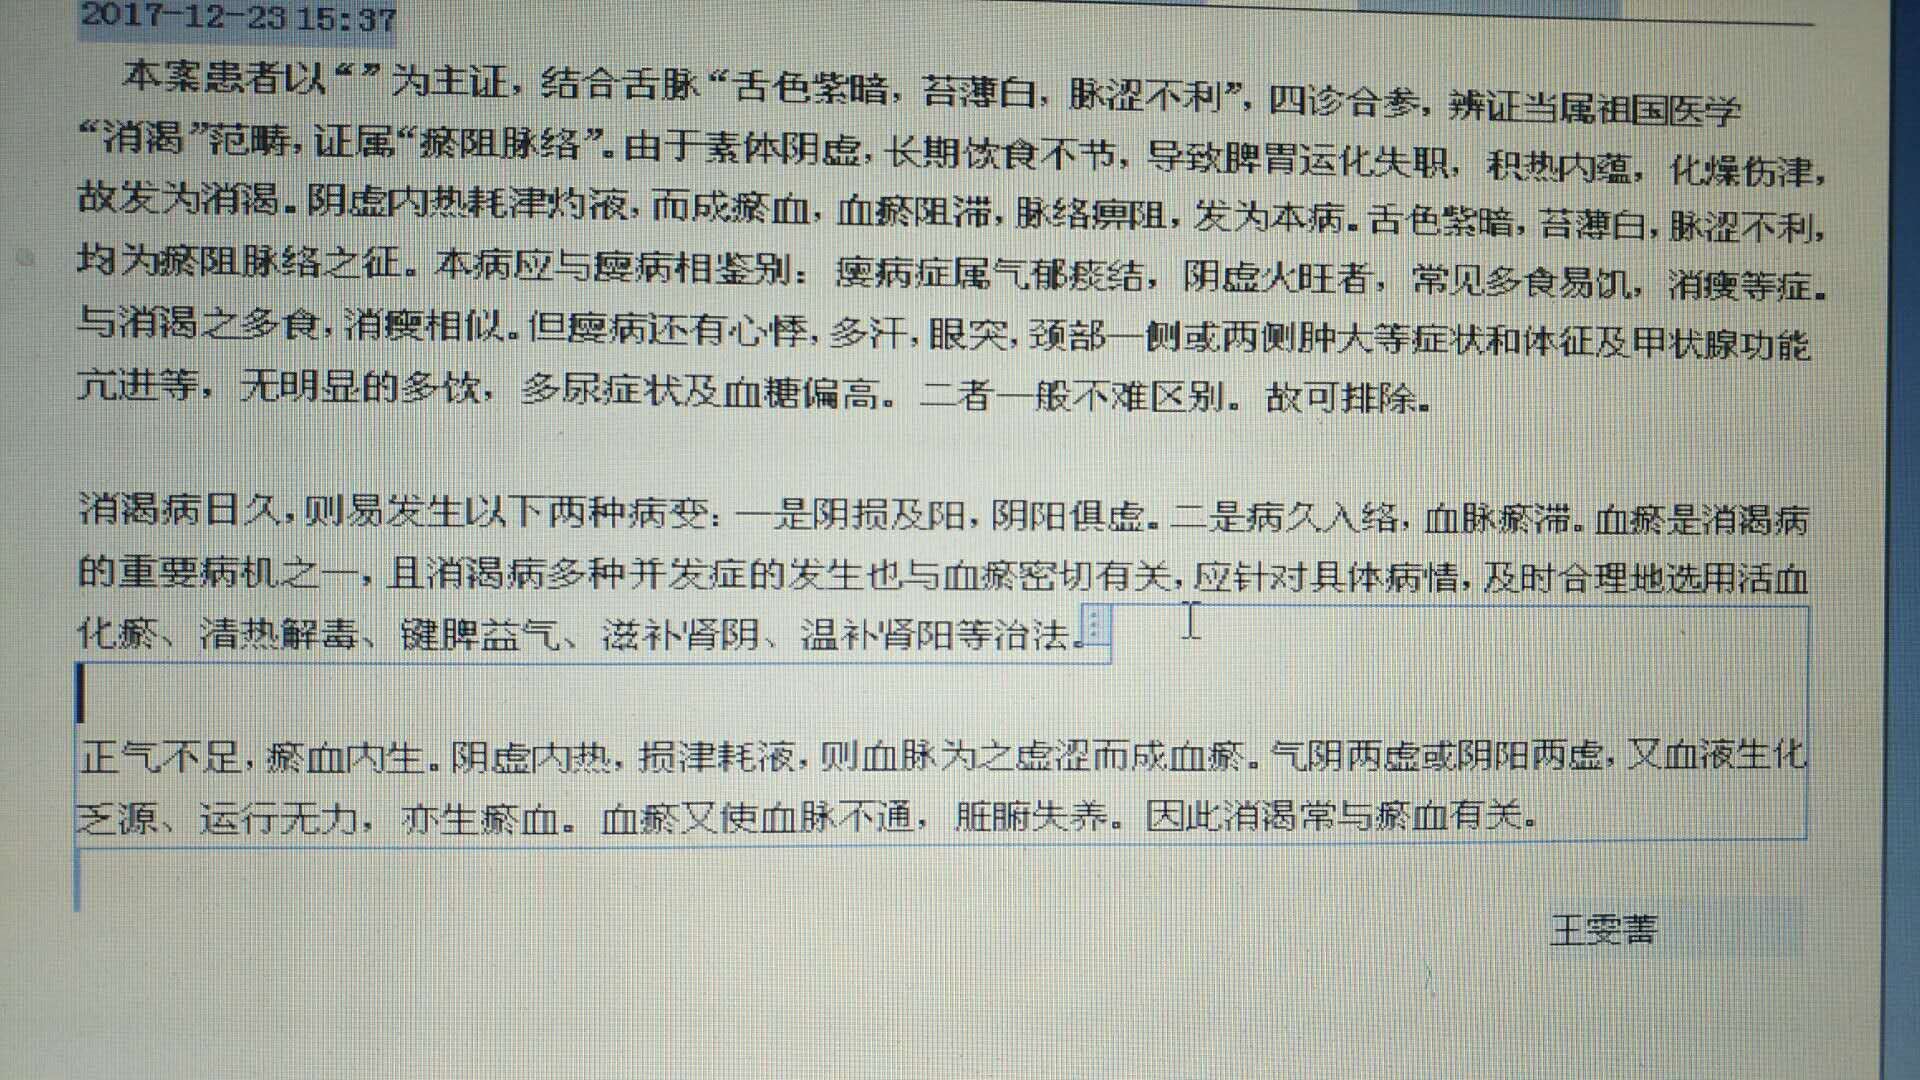 2017-12-23 15:37
本案患者以“”为主证，结合舌脉“舌色紫暗，苔薄白，脉涩不利”，四诊合参，辨证当属祖国医学
“消渴”范畴，证属“瘀阻脉络”。由于素体阴虚，长期饮食不节，导致脾胃运化失职，积热内蕴，化燥伤津，
故发为消渴。阴虚内热耗津灼液，而成瘀血，血瘀阻滞，脉络痹阻，发为本病。舌色紫暗，苔薄白，脉涩不利，
均为瘀阻脉络之征。本病应与瘿病相鉴别：瘿病症属气郁痰结，阴虚火旺者，常见多食易饥，消瘦等症。
与消渴之多食，消瘦相似。但瘿病还有心悸，多汗，眼突，颈部一侧或两侧肿大等症状和体征及甲状腺功能
亢进等，无明显的多饮，多尿症状及血糖偏高。二者一般不难区别。故可排除。
消渴病日久，则易发生以下两种病变：一是阴损及阳，阴阳俱虚。二是病久入络，血脉瘀滞。血瘀是消渴病
的重要病机之一，且消渴病多种并发症的发生也与血瘀密切有关，应针对具体病情，及时合理地选用活血
化瘀、清热解毒、键脾益气、滋补肾阴、温补肾阳等治法。
正气不足，瘀血内生。阴虚内热，损津耗液，则血脉为之虚涩而成血瘀。气阴两虚或阴阳两虚，又血液生化
乏源、运行无力，亦生瘀血。血瘀又使血脉不通，脏腑失养。因此消渴常与瘀血有关。
王雯菁